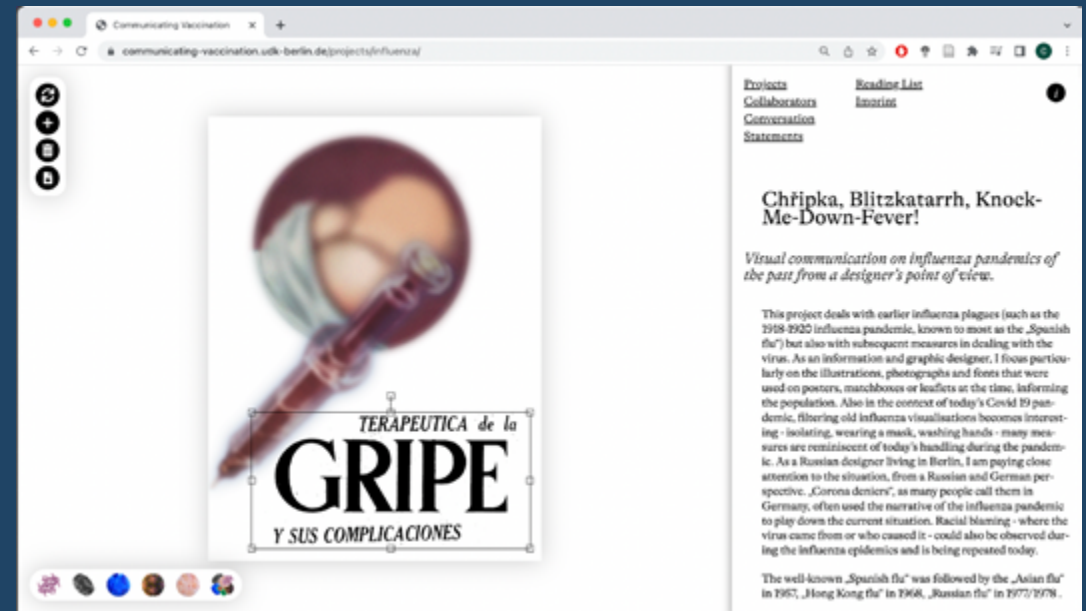 Communicating Vaccination
communicating-vaccination.udk-berlin.de/projects/influenza/
Projects
Collaborators
Conversation
Statements
Reading List
Imprint
TERAPEUTICA de la
GRIPE
Y SUS COMPLICACIONES
Chřipka, Blitzkatarrh, Knock-
Me-Down-Fever!
Visual communication on influenza pandemics of
the past from a designer's point of view.
This project deals with earlier influenza plagues (such as the
1918-1920 influenza pandemic, known to most as the „Spanish
flu") but also with subsequent measures in dealing with the
virus. As an information and graphic designer, I focus particu-
larly on the illustrations, photographs and fonts that were
used on posters, matchboxes or leaflets at the time, informing
the population. Also in the context of today's Covid 19 pan-
demic, filtering old influenza visualisations becomes interest-
ing - isolating, wearing a mask, washing hands - many mea-
sures are reminiscent of today's handling during the pandem-
ic. As a Russian designer living in Berlin, I am paying close
attention to the situation, from a Russian and German per-
spective. „Corona deniers", as many people call them in
Germany, often used the narrative of the influenza pandemic
to play down the current situation. Racial blaming - where the
virus came from or who caused it - could also be observed dur-
ing the influenza epidemics and is being repeated today.
The well-known „Spanish flu" was followed by the „Asian flu"
in 1957, „Hong Kong flu" in 1968, „Russian flu" in 1977/1978 .